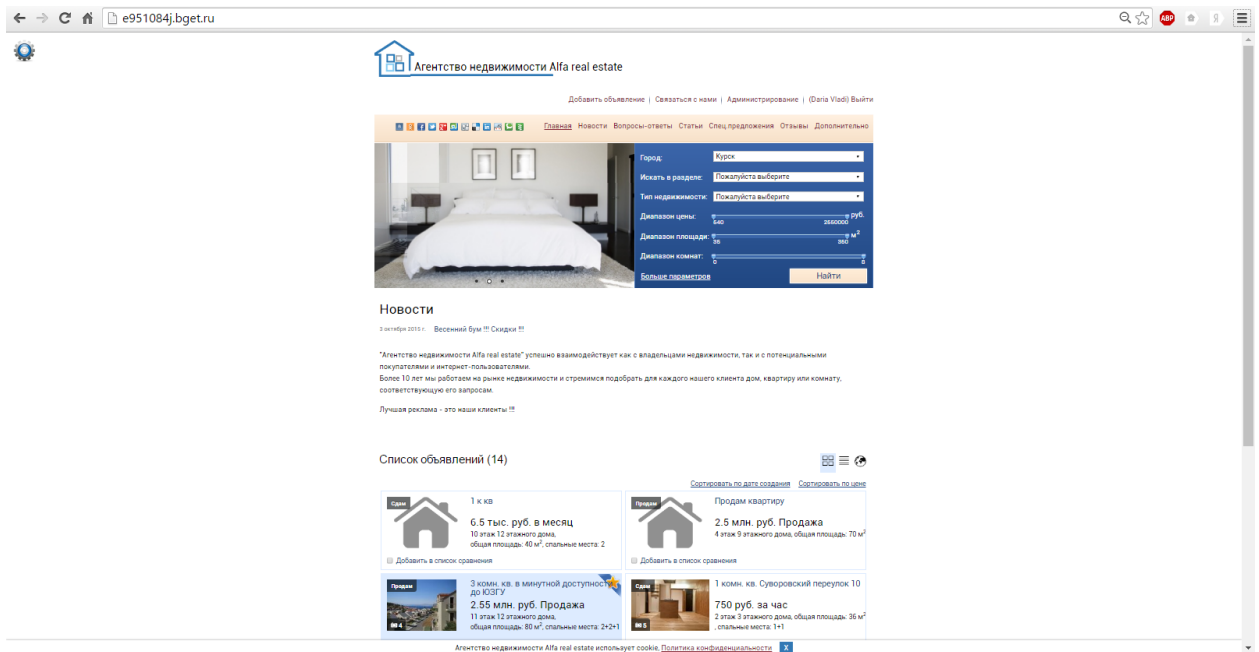 e951084j.bget.ru
ABP
Я
Агентство недвижимости Alfa real estate
Добавить объявление | Связаться с нами | Администрирование | (Daria Vladi) Выйти
Главная Новости Вопросы-ответы Статьи Спец.предложения Отзывы Дополнительно
Город: Курск
Искать в разделе: Пожалуйста выберите
Тип недвижимости: Пожалуйста выберите
Диапазон цены: руб.
540 2550000
Диапазон площади: м²
35 350
Диапазон комнат:
0 8
Больше параметров Найти
Новости
3 октября 2015 г. Весенний бум !!! Скидки !!!
"Агентство недвижимости Alfa real estate" успешно взаимодействует как с владельцами недвижимости, так и с потенциальными
покупателями и интернет-пользователями.
Более 10 лет мы работаем на рынке недвижимости и стремимся подобрать для каждого нашего клиента дом, квартиру или комнату,
соответствующую его запросам.
Лучшая реклама - это наши клиенты !!!
Список объявлений (14)
Сортировать по дате создания Сортировать по цене
Сдам
1 к кв
6.5 тыс. руб. в месяц
10 этаж 12 этажного дома,
общая площадь: 40 м², спальные места: 2
Добавить в список сравнения
Продам
Продам квартиру
2.5 млн. руб. Продажа
4 этаж 9 этажного дома, общая площадь: 70 м²
Добавить в список сравнения
Продам
4
3 комн. кв. в минутной доступности
до ЮЗГУ
2.55 млн. руб. Продажа
11 этаж 12 этажного дома,
общая площадь: 80 м², спальные места: 2+2+1
Сдам
5
1 комн. кв. Суворовский переулок 10
750 руб. за час
2 этаж 3 этажного дома, общая площадь: 36 м²
, спальные места: 1+1
Агентство недвижимости Alfa real estate использует cookie. Политика конфиденциальности X